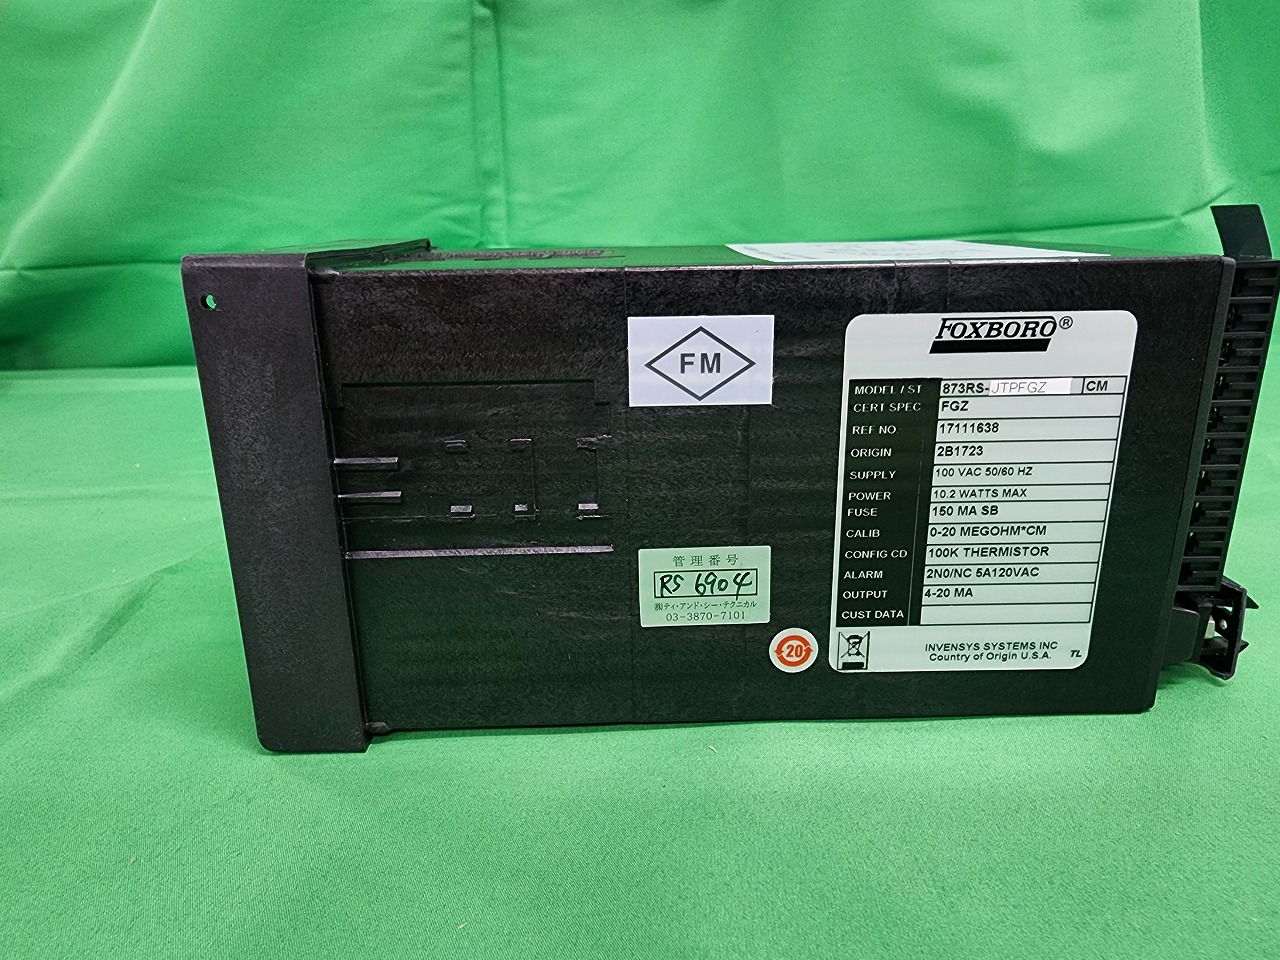 FM
FOXBORO®
MODEL / ST 873RS-JTPFGZ CM
CERT SPEC FGZ
REF NO. 17111638
ORIGIN 2B1723
SUPPLY 100 VAC 50/60 HZ
POWER 10.2 WATTS MAX
FUSE 150 MA SB
CALIB 0-20 MEGOHM*CM
CONFIG CD 100K THERMISTOR
ALARM 2N0/NC 5A120VAC
OUTPUT 4-20 MA
CUST DATA
INVENSYS SYSTEMS INC
Country of Origin U.S.A. TL
管理番号
RS 6904
㈱ティ・アンド・シー・テクニカル
03-3870-7101
20